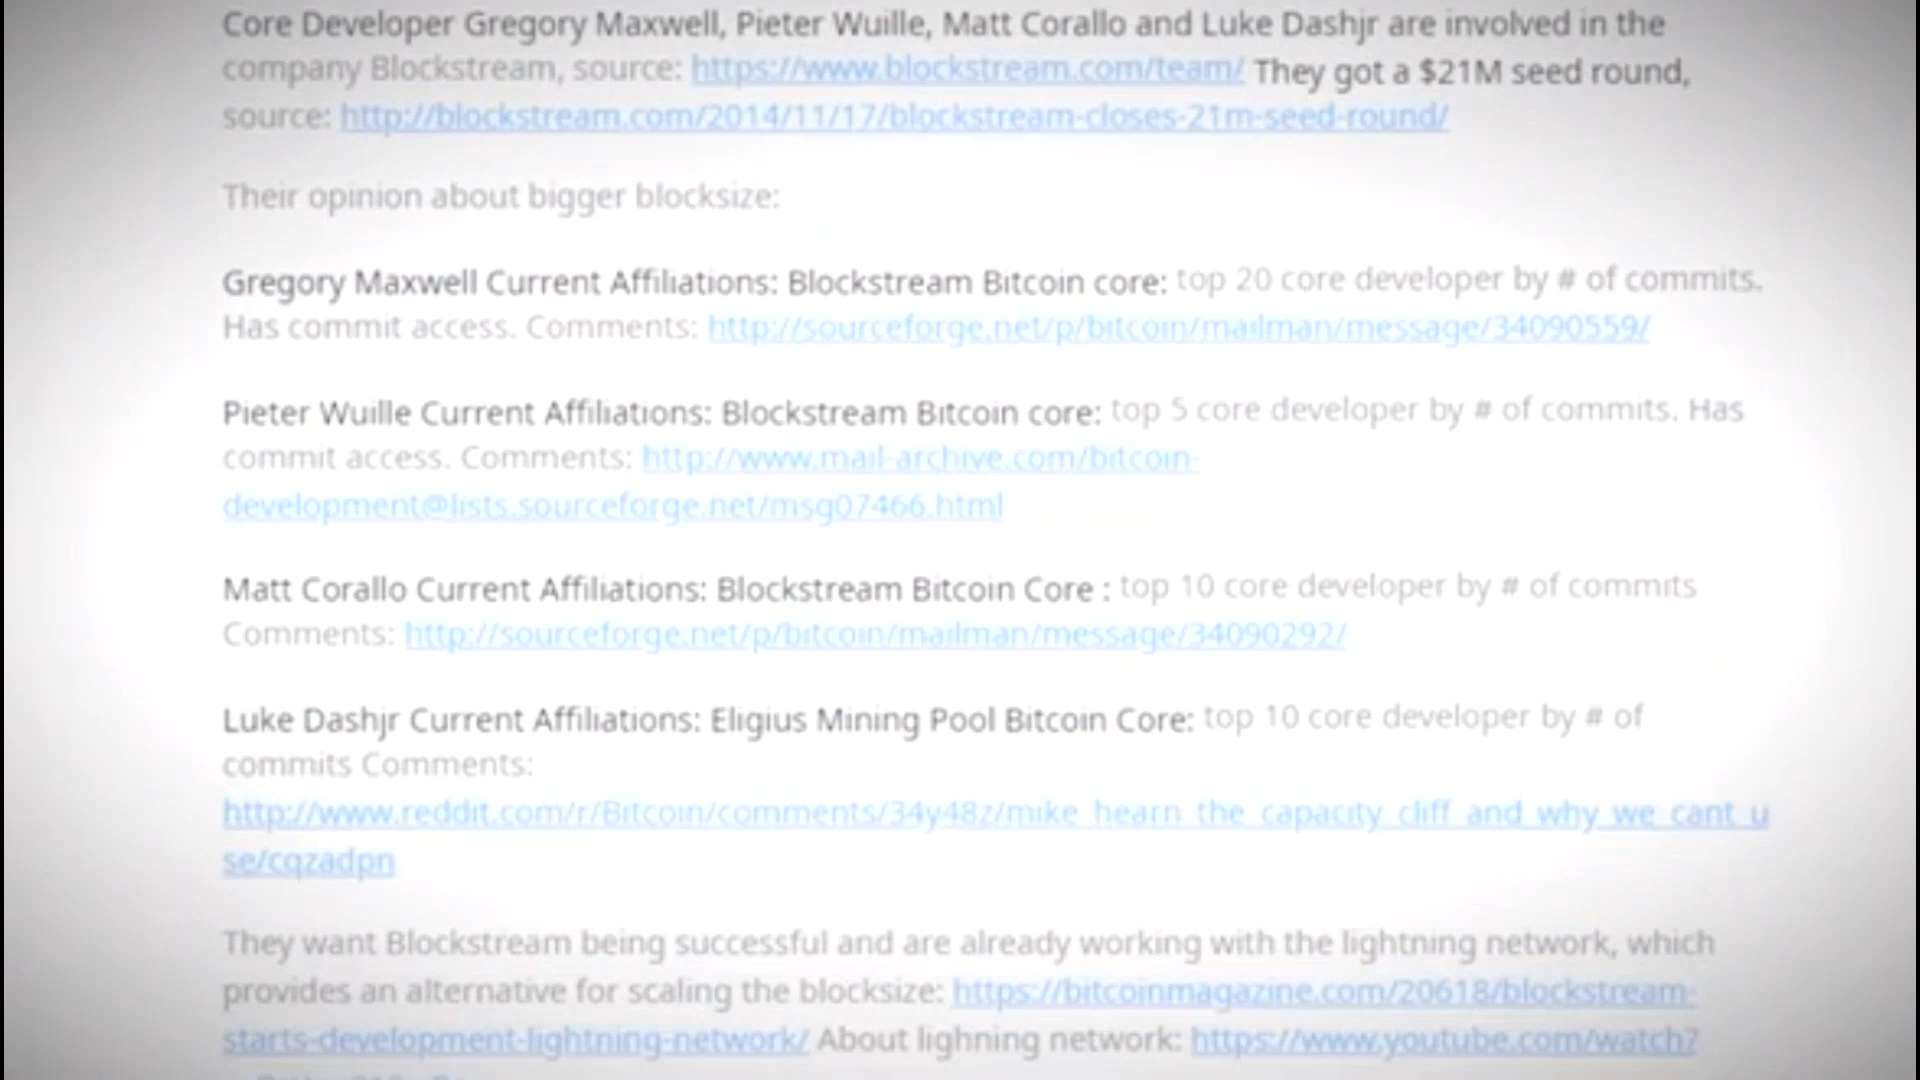 Core Developer Gregory Maxwell, Pieter Wuille, Matt Corallo and Luke Dashjr are involved in the
company Blockstream, source: https://www.blockstream.com/team/ They got a $21M seed round,
source: http://blockstream.com/2014/11/17/blockstream-closes-21m-seed-round/
Their opinion about bigger blocksize:
Gregory Maxwell Current Affiliations: Blockstream Bitcoin core: top 20 core developer by # of commits.
Has commit access. Comments: http://sourceforge.net/p/bitcoin/mailman/message/34090559/
Pieter Wuille Current Affiliations: Blockstream Bitcoin core: top 5 core developer by # of commits. Has
commit access. Comments: http://www.mail-archive.com/bitcoin-
development@lists.sourceforge.net/msg07466.html
Matt Corallo Current Affiliations: Blockstream Bitcoin Core : top 10 core developer by # of commits
Comments: http://sourceforge.net/p/bitcoin/mailman/message/34090292/
Luke Dashjr Current Affiliations: Eligius Mining Pool Bitcoin Core: top 10 core developer by # of
commits Comments:
http://www.reddit.com/r/Bitcoin/comments/34y48z/mike_hearn_the_capacity_cliff_and_why_we_cant_u
se/cqzadpn
They want Blockstream being successful and are already working with the lightning network, which
provides an alternative for scaling the blocksize: https://bitcoinmagazine.com/20618/blockstream-
starts-development-lightning-network/ About lighning network: https://www.youtube.com/watch?